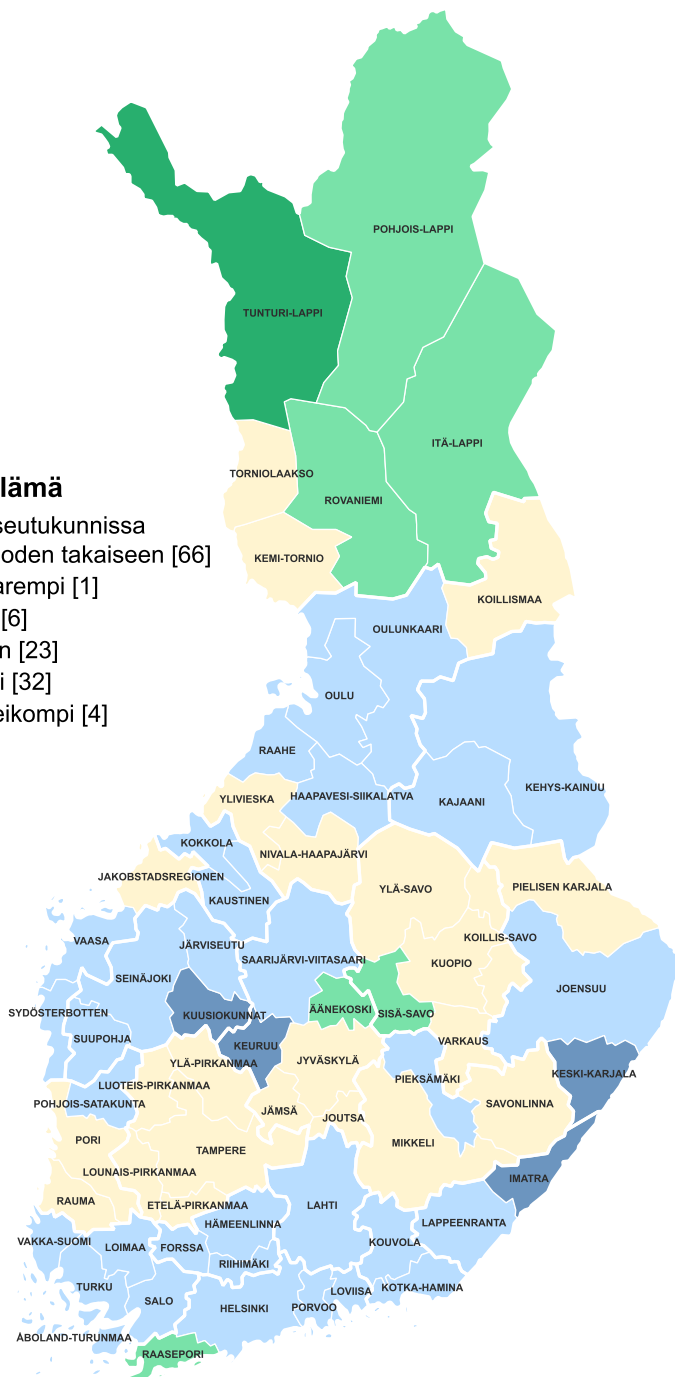 POHJOIS-LAPPI
TUNTURI-LAPPI
ITÄ-LAPPI
TORNIOLAAKSO
lämä
ROVANIEMI
seutukunnissa
oden takaiseen [66]
KEMI-TORNIO
arempi [1]
KOILLISMAA
[6]
OULUNKAARI
n [23]
i [32]
OULU
eikompi [4]
RAAHE
KEHYS-KAINUU
HAAPAVESI-SIIKALATVA
YLIVIESKA
KAJAANI
KOKKOLA
NIVALA-HAAPAJÄRVI
JAKOBSTADSREGIONEN
YLÄ-SAVO
PIELISEN KARJALA
KAUSTINEN
KOILLIS-SAVO
VAASA
JÄRVISEUTU
SAARIJÄRVI-VIITASAARI
KUOPIO
SEINÄJOKI
JOENSUU
ÄÄNEKOSKI
SYDÖSTERBOTTEN
SISÄ-SAVO
KUUSIOKUNNAT
SUUPOHJA
VARKAUS
KEURUU
JYVÄSKYLÄ
YLÄ-PIRKANMAA
KESKI-KARJALA
PIEKSÄMÄKI
LUOTEIS-PIRKANMAA
POHJOIS-SATAKUNTA
SAVONLINNA
JÄMSÄ
JOUTSA
PORI
MIKKELI
TAMPERE
LOUNAIS-PIRKANMAA
IMATRA
RAUMA
ETELÄ-PIRKANMAA
LAHTI
HÄMEENLINNA
LAPPEENRANTA
VAKKA-SUOMI
KOUVOLA
LOIMAA
FORSSA
RIIHIMÄKI
TURKU
KOTKA-HAMINA
LOVIISA
SALO
HELSINKI
PORVOO
ÅBOLAND-TURUNMAA
RAASEPORI